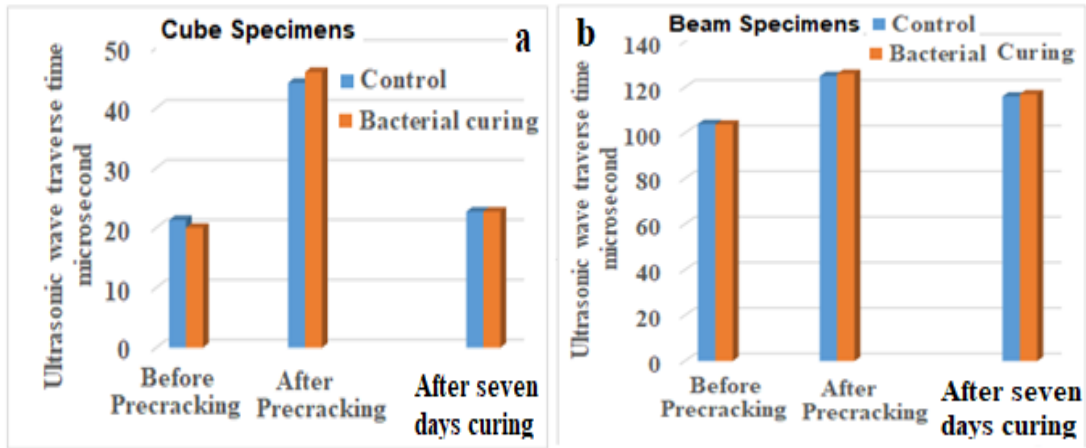 Cube Specimens
a
Ultrasonic wave traverse time
microsecond
50
40
30
20
10
0
Control
Bacterial curing
Before
Precracking
After
Precracking
After seven
days curing
b
Beam Specimens
Ultrasonic wave traverse time
microsecond
140
120
100
80
60
40
20
0
Control
Bacterial Curing
Before
Precracking
After
Precracking
After seven
days curing